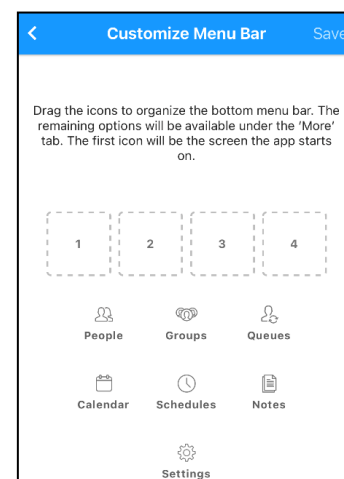 Customize Menu Bar Save
Drag the icons to organize the bottom menu bar. The
remaining options will be available under the 'More'
tab. The first icon will be the screen the app starts
on.
1 2 3 4
People Groups Queues
Calendar Schedules Notes
Settings